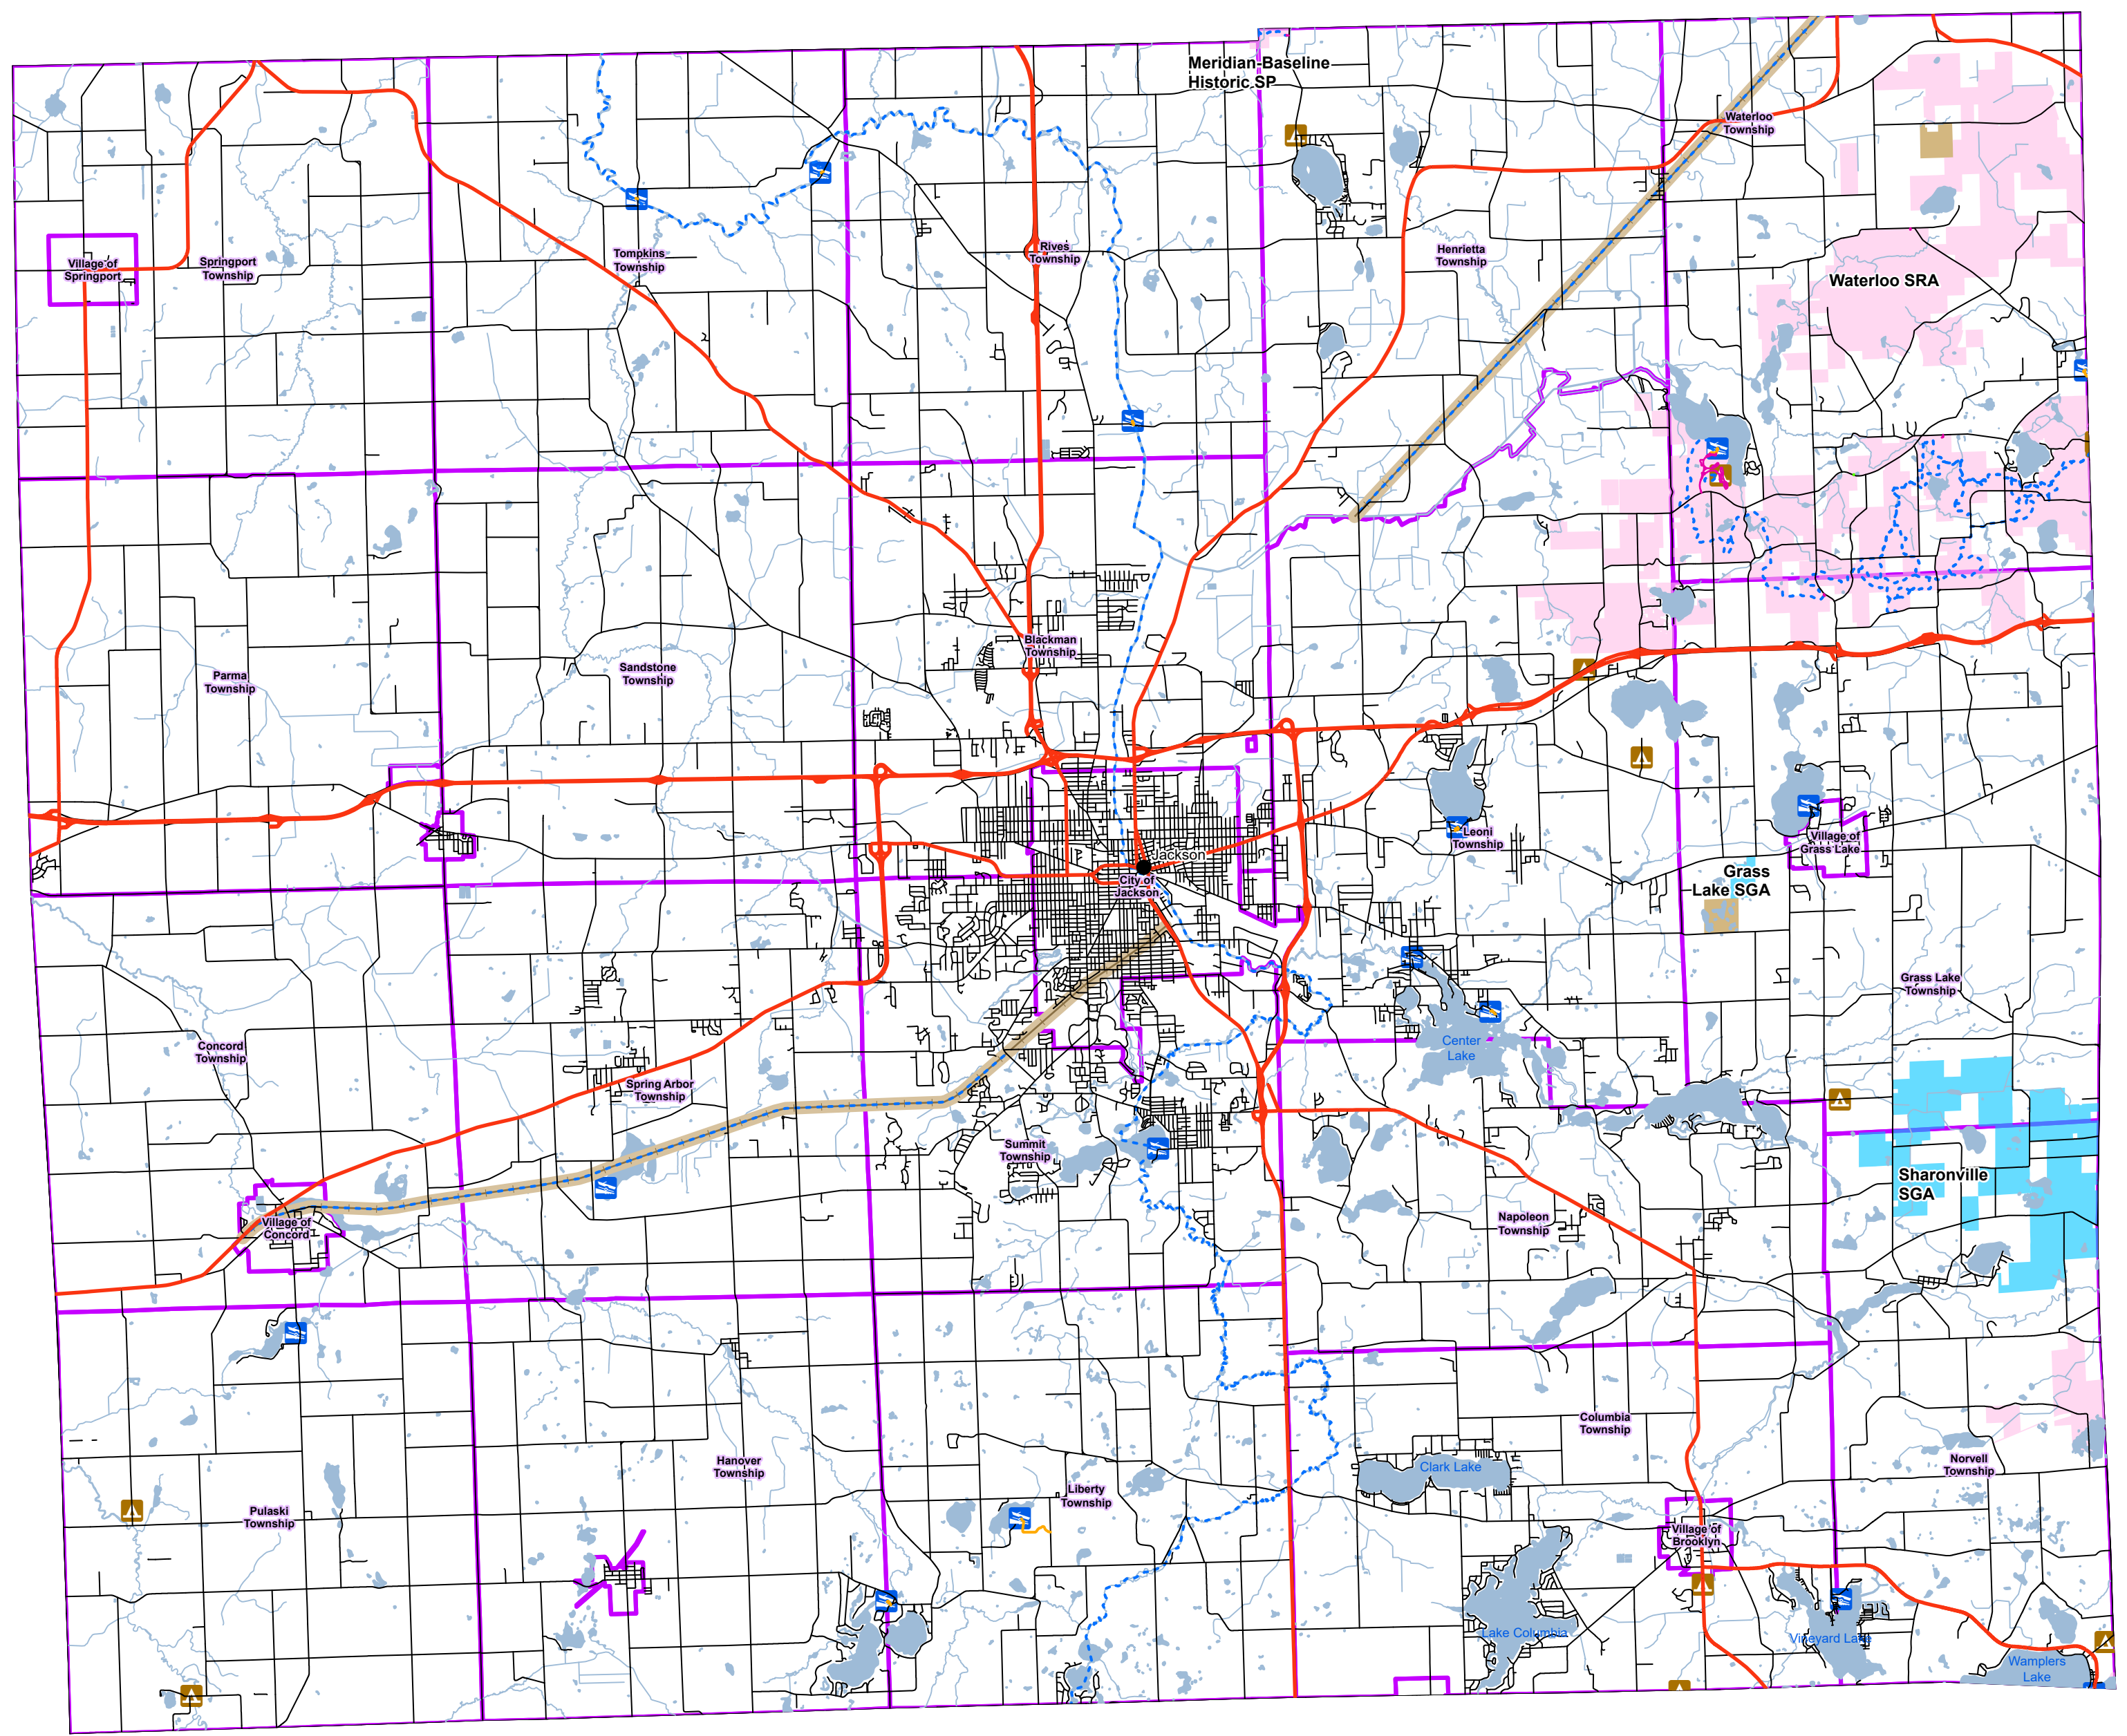 Meridian-Baseline
Historic SP
Waterloo
Township
Village of
Springport
Springport
Township
Tompkins
Township
Rives
Township
Henrietta
Township
Waterloo SRA
Parma
Township
Sandstone
Township
Blackman
Township
Leoni
Township
Village of
Grass Lake
Jackson
City of
Jackson
Grass
Lake SGA
Grass Lake
Township
Concord
Township
Spring Arbor
Township
Center
Lake
Summit
Township
Sharonville
SGA
Village of
Concord
Napoleon
Township
Columbia
Township
Hanover
Township
Clark Lake
Norvell
Township
Liberty
Township
Pulaski
Township
Village of
Brooklyn
Lake Columbia
Vineyard Lake
Wamplers
Lake